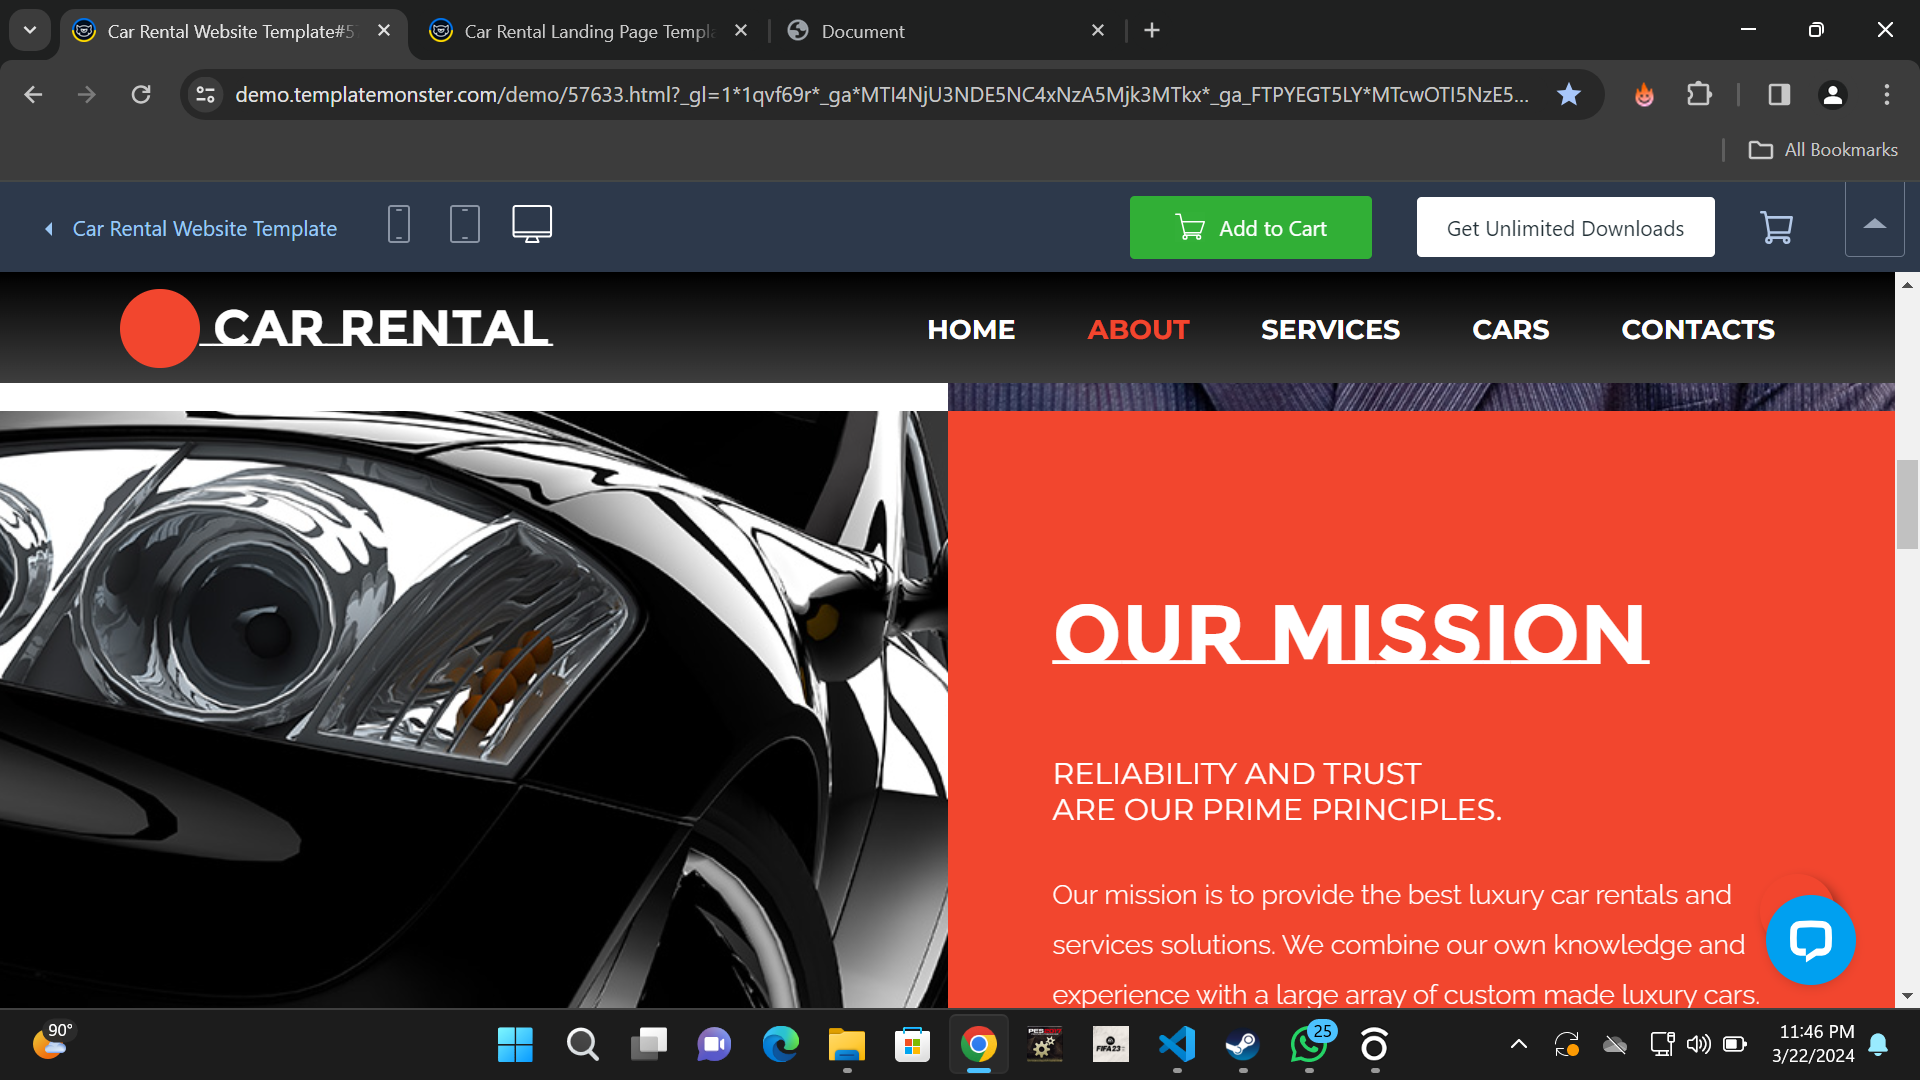 Car Rental Website Template#5
Car Rental Landing Page Templa
Document
demo.templatemonster.com/demo/57633.html?_gl=1*1qvf69r*_ga*MTI4NjU3NDE5NC4xNzA5Mjk3MTkx*_ga_FTPYEGT5LY*MTcwOTI5NzE5...
All Bookmarks
Car Rental Website Template
Add to Cart
Get Unlimited Downloads
CAR RENTAL
HOME ABOUT SERVICES CARS CONTACTS
OUR MISSION
RELIABILITY AND TRUST
ARE OUR PRIME PRINCIPLES.
Our mission is to provide the best luxury car rentals and
services solutions. We combine our own knowledge and
experience with a large array of custom made luxury cars.
90°
FIFA23
25
11:46 PM
3/22/2024